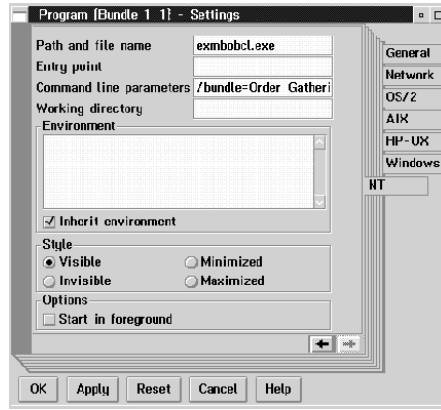 Program (Bundle 1 1) - Settings
Path and file name exmbobcl.exe
Entry point
Command line parameters /bundle=Order Gatheri
Working directory
Environment
Inherit environment
Style
Visible Minimized
Invisible Maximized
Options
Start in foreground
General
Network
OS/2
AIX
HP-UX
Windows
NT
OK Apply Reset Cancel Help